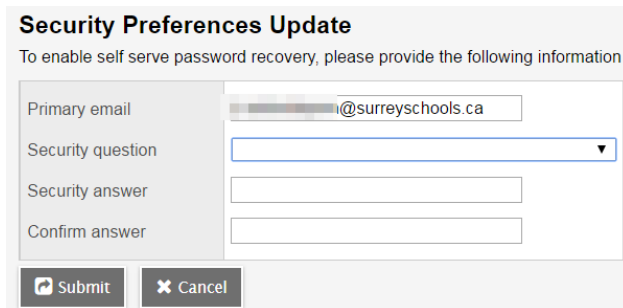 Security Preferences Update
To enable self serve password recovery, please provide the following information
Primary email @surreyschools.ca
Security question
Security answer
Confirm answer
Submit Cancel